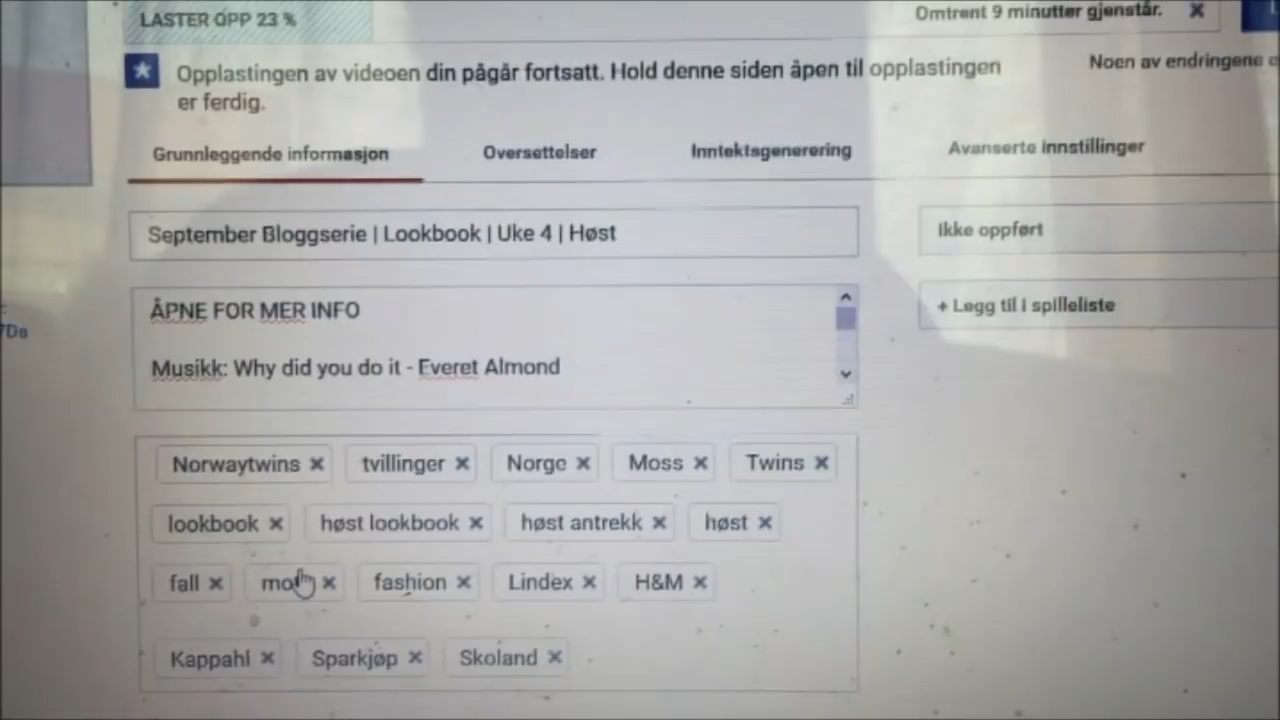 LASTER OPP 23 %
Omtrent 9 minutter gjenstår.
Opplastingen av videoen din pågår fortsatt. Hold denne siden åpen til opplastingen
er ferdig.
Noen av endringene
Grunnleggende informasjon Oversettelser Inntektsgenerering Avanserte innstillinger
September Bloggserie | Lookbook | Uke 4 | Høst
Ikke oppført
ÅPNE FOR MER INFO
+ Legg til i spilleliste
Musikk: Why did you do it - Everet Almond
Norwaytwins × tvillinger × Norge × Moss × Twins ×
lookbook × høst lookbook × høst antrekk × høst ×
fall × × fashion × Lindex × H&M ×
Kappahl × Sparkjøp × Skoland ×